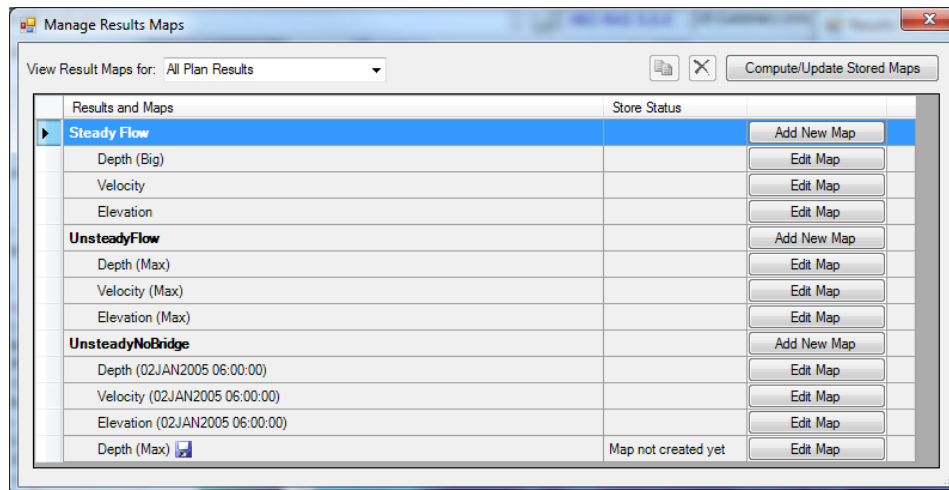 Manage Results Maps
View Result Maps for: All Plan Results Compute/Update Stored Maps
Results and Maps Store Status
Steady Flow Add New Map
Depth (Big) Edit Map
Velocity Edit Map
Elevation Edit Map
UnsteadyFlow Add New Map
Depth (Max) Edit Map
Velocity (Max) Edit Map
Elevation (Max) Edit Map
UnsteadyNoBridge Add New Map
Depth (02JAN2005 06:00:00) Edit Map
Velocity (02JAN2005 06:00:00) Edit Map
Elevation (02JAN2005 06:00:00) Edit Map
Depth (Max) Map not created yet Edit Map